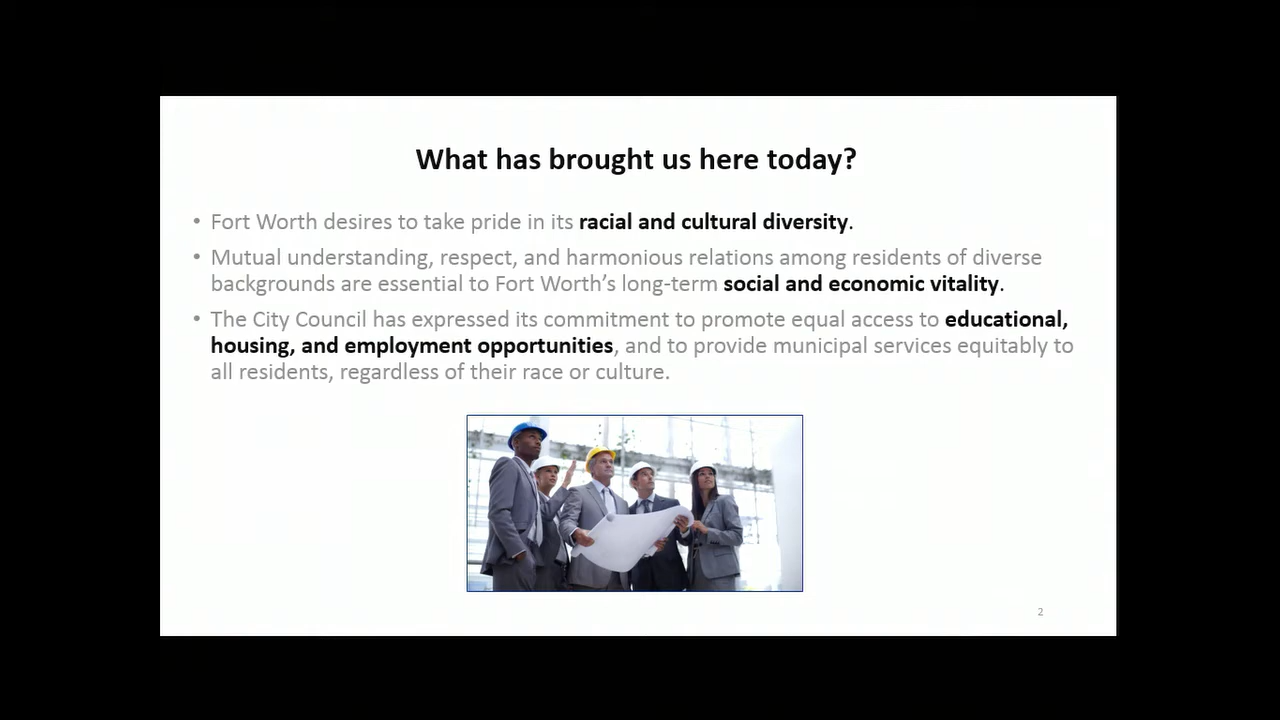 What has brought us here today?
• Fort Worth desires to take pride in its racial and cultural diversity.
• Mutual understanding, respect, and harmonious relations among residents of diverse
backgrounds are essential to Fort Worth’s long-term social and economic vitality.
• The City Council has expressed its commitment to promote equal access to educational,
housing, and employment opportunities, and to provide municipal services equitably to
all residents, regardless of their race or culture.
2